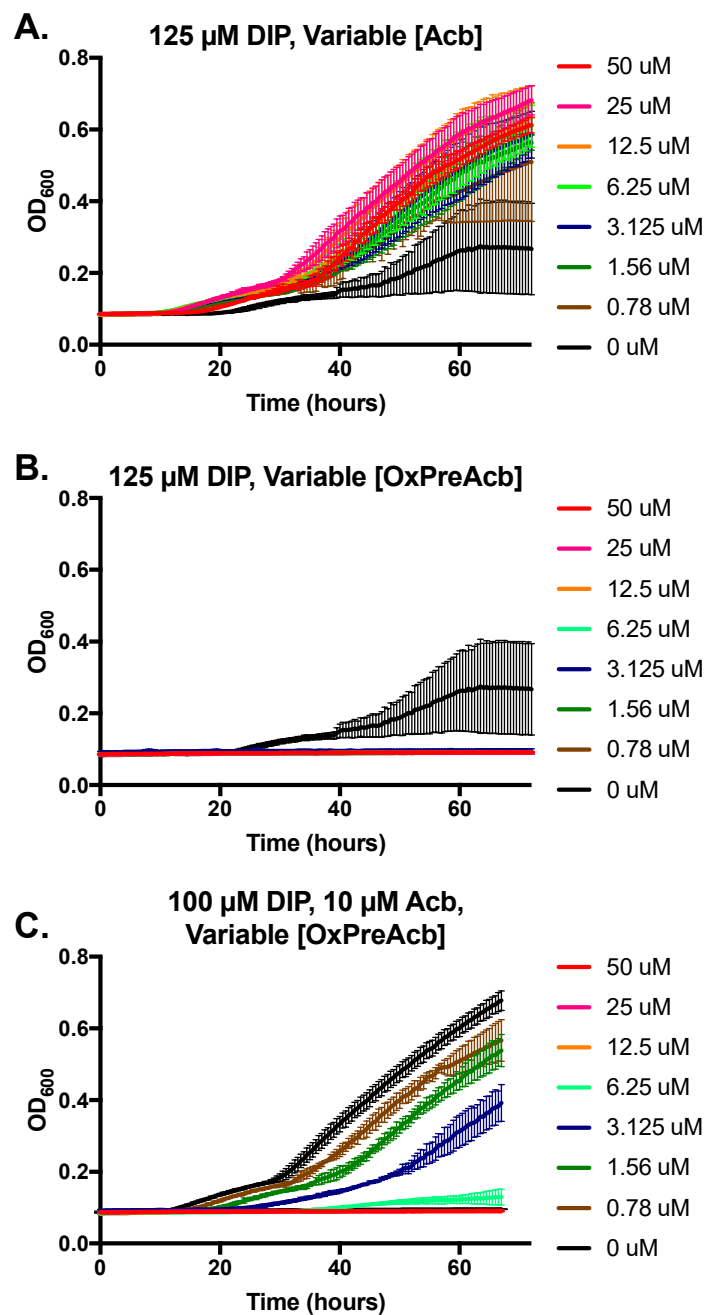 A.
125 µM DIP, Variable [Acb]
0.8
0.6
0.4
0.2
0.0
OD600
0
20
40
60
Time (hours)
50 uM
25 uM
12.5 uM
6.25 uM
3.125 uM
1.56 uM
0.78 uM
0 uM
B.
125 µM DIP, Variable [OxPreAcb]
0.8
0.6
0.4
0.2
0.0
OD600
0
20
40
60
Time (hours)
50 uM
25 uM
12.5 uM
6.25 uM
3.125 uM
1.56 uM
0.78 uM
0 uM
C.
100 µM DIP, 10 µM Acb,
Variable [OxPreAcb]
0.8
0.6
0.4
0.2
0.0
OD600
0
20
40
60
Time (hours)
50 uM
25 uM
12.5 uM
6.25 uM
3.125 uM
1.56 uM
0.78 uM
0 uM